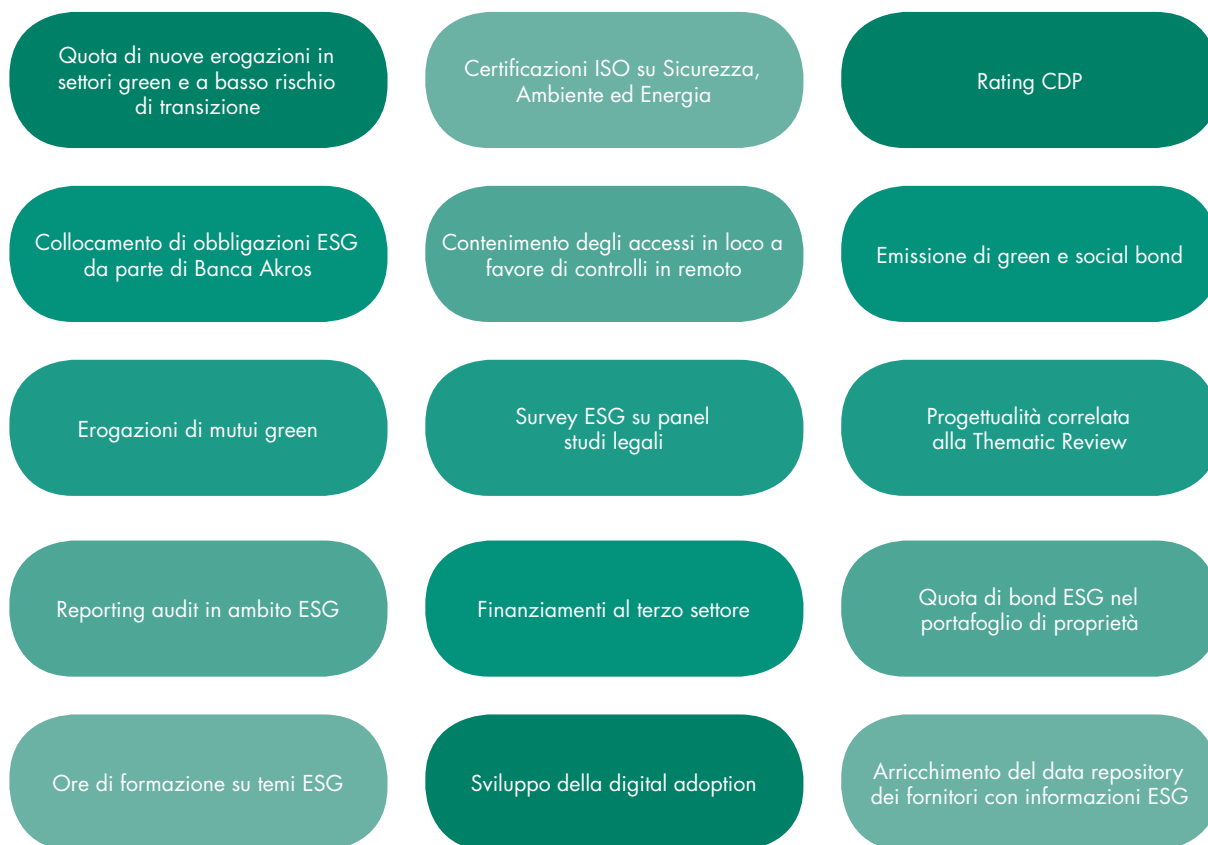 Quota di nuove erogazioni in
settori green e a basso rischio
di transizione
Certificazioni ISO su Sicurezza,
Ambiente ed Energia
Rating CDP
Collocamento di obbligazioni ESG
da parte di Banca Akros
Contenimento degli accessi in loco a
favore di controlli in remoto
Emissione di green e social bond
Erogazioni di mutui green
Survey ESG su panel
studi legali
Progettualità correlata
alla Thematic Review
Reporting audit in ambito ESG
Finanziamenti al terzo settore
Quota di bond ESG nel
portafoglio di proprietà
Ore di formazione su temi ESG
Sviluppo della digital adoption
Arricchimento del data repository
dei fornitori con informazioni ESG